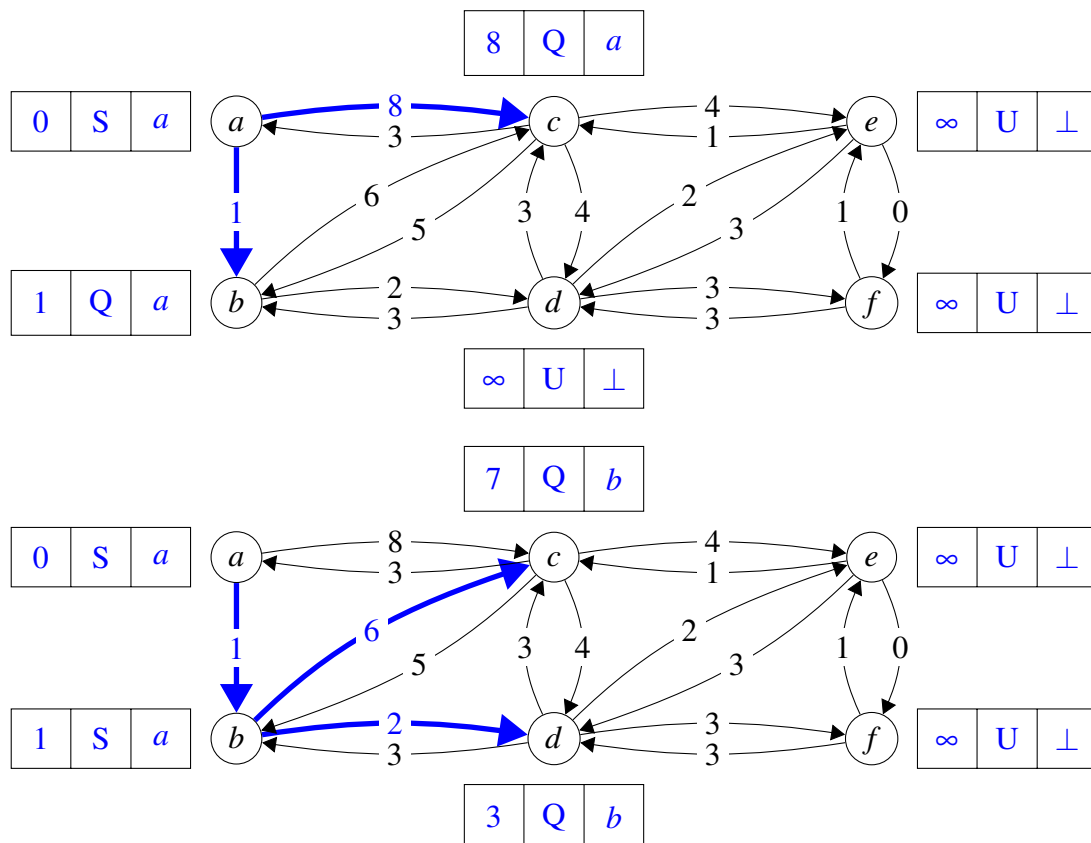 8 Q a
0 S a a 8 c 4 e ∞ U ⊥
3 1
6 2
1 5 3 4 3 1 0
1 Q a b 2 d 3 f ∞ U ⊥
3 3
∞ U ⊥
7 Q b
0 S a a 8 c 4 e ∞ U ⊥
3 1
6 2
1 5 3 4 3 1 0
1 S a b 2 d 3 f ∞ U ⊥
3 3
3 Q b